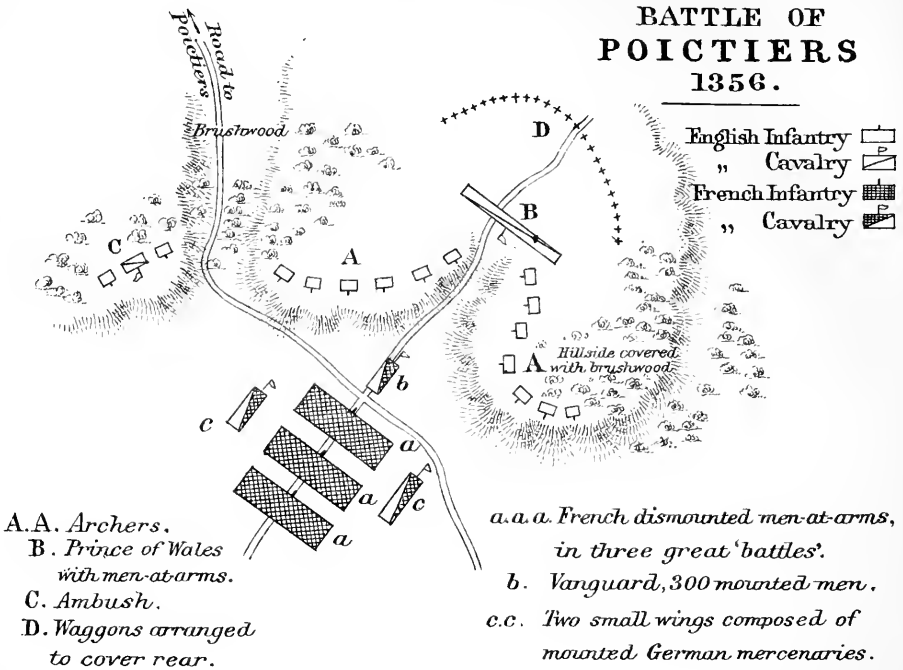 BATTLE OF
POICTIERS
1356.
Road to
Poictiers
Brushwood
D
English Infantry
„ Cavalry
French Infantry
„ Cavalry
B
C
A
A
Hillside covered
with brushwood
b
c
a
a
c
a
A.A. Archers.
B. Prince of Wales
with men-at-arms.
C. Ambush.
D. Waggons arranged
to cover rear.
a.a.a. French dismounted men-at-arms,
in three great 'battles'.
b. Vanguard, 300 mounted men.
c.c. Two small wings composed of
mounted German mercenaries.